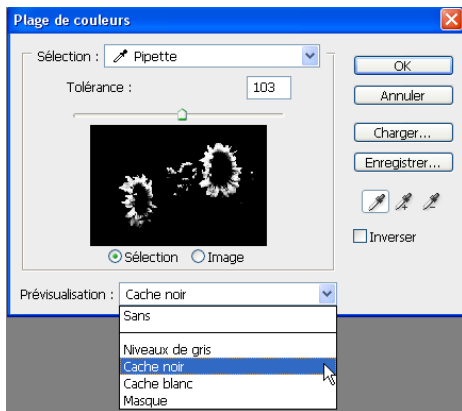 Plage de couleurs
Sélection : Pipette
Tolérance : 103
Sélection Image
OK
Annuler
Charger...
Enregistrer...
Inverser
Prévisualisation : Cache noir
Sans
Niveaux de gris
Cache noir
Cache blanc
Masque